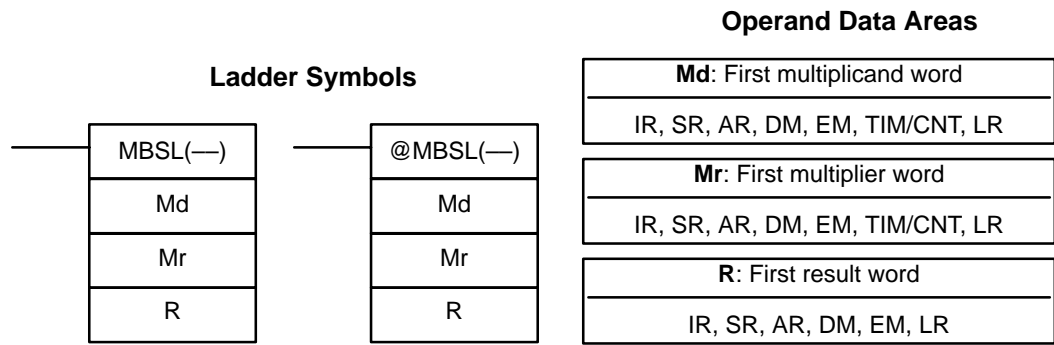 Ladder Symbols
MBSL(––)
Md
Mr
R
@MBSL(––)
Md
Mr
R
Operand Data Areas
Md: First multiplicand word
IR, SR, AR, DM, EM, TIM/CNT, LR
Mr: First multiplier word
IR, SR, AR, DM, EM, TIM/CNT, LR
R: First result word
IR, SR, AR, DM, EM, LR